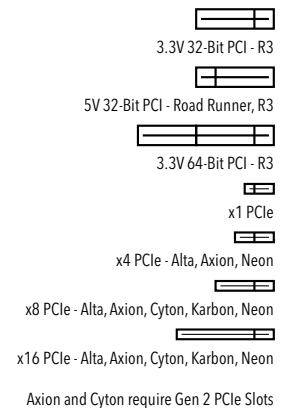 3.3V 32-Bit PCI - R3
5V 32-Bit PCI - Road Runner, R3
3.3V 64-Bit PCI - R3
x1 PCIe
x4 PCIe - Alta, Axion, Neon
x8 PCIe - Alta, Axion, Cyton, Karbon, Neon
x16 PCIe - Alta, Axion, Cyton, Karbon, Neon
Axion and Cyton require Gen 2 PCIe Slots